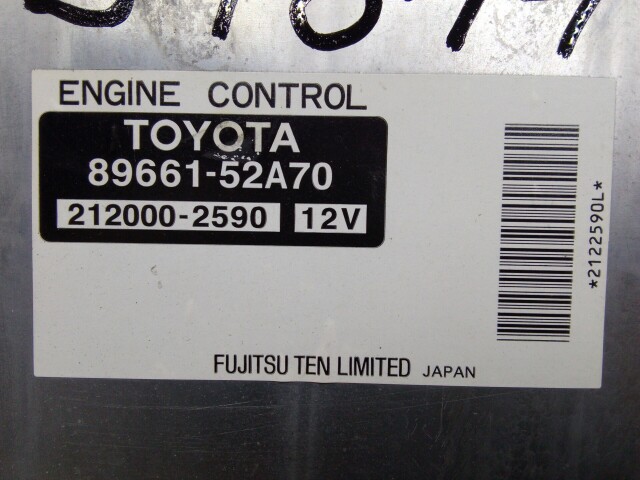 ENGINE CONTROL
TOYOTA
89661-52A70
212000-2590 12V
*2122590L*
FUJITSU TEN LIMITED JAPAN